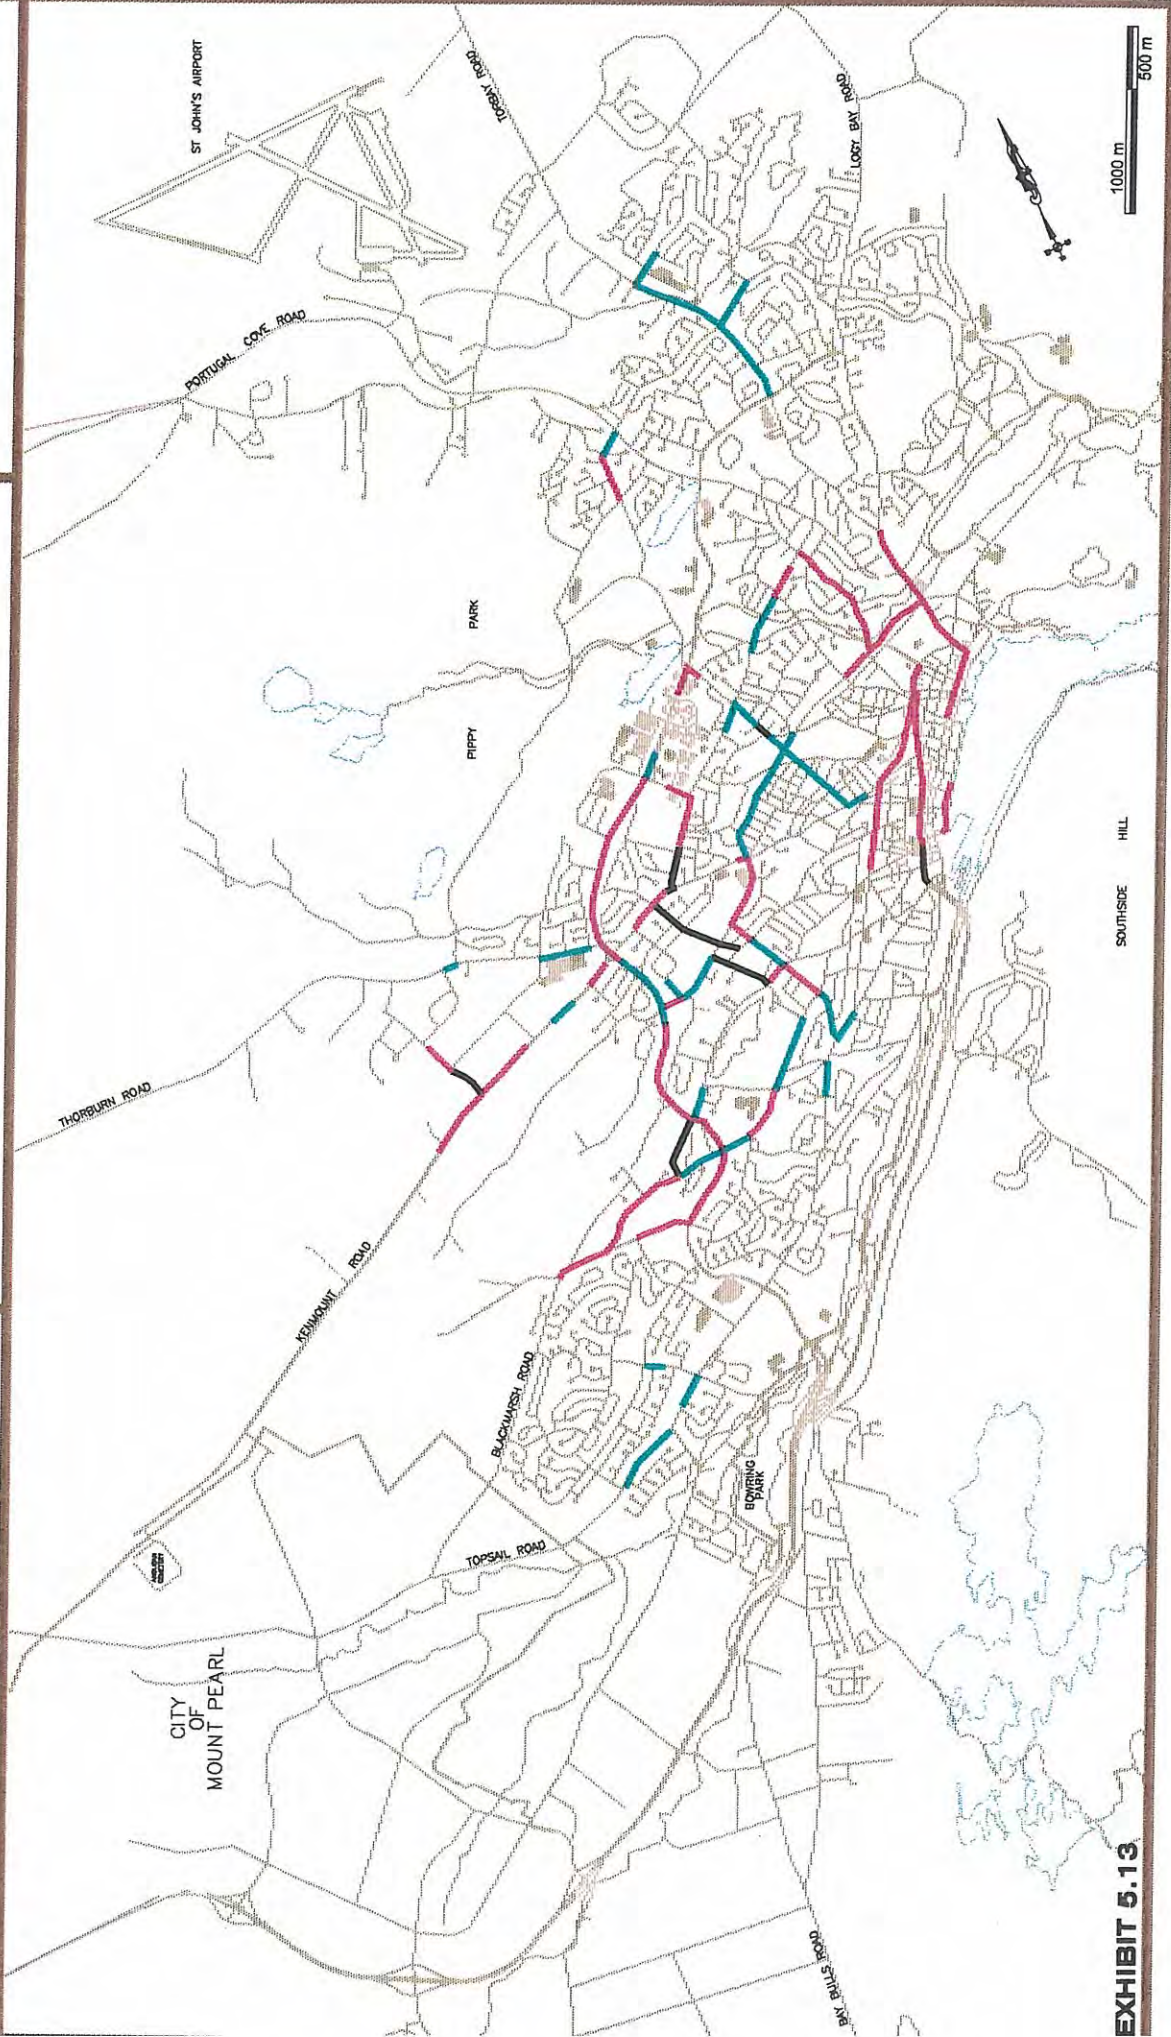 ST JOHN'S AIRPORT
TORBAY ROAD
LOGY BAY ROAD
500 m
1000 m
PORTUGAL COVE ROAD
PARK
PIPPY
HILL
SOUTHSIDE
THORBURN ROAD
KENMOUNT ROAD
BLACKMARSH ROAD
BOWRING
PARK
TOPSAIL ROAD
CITY
OF
MOUNT PEARL
BAY BULLS ROAD
EXHIBIT 5.13